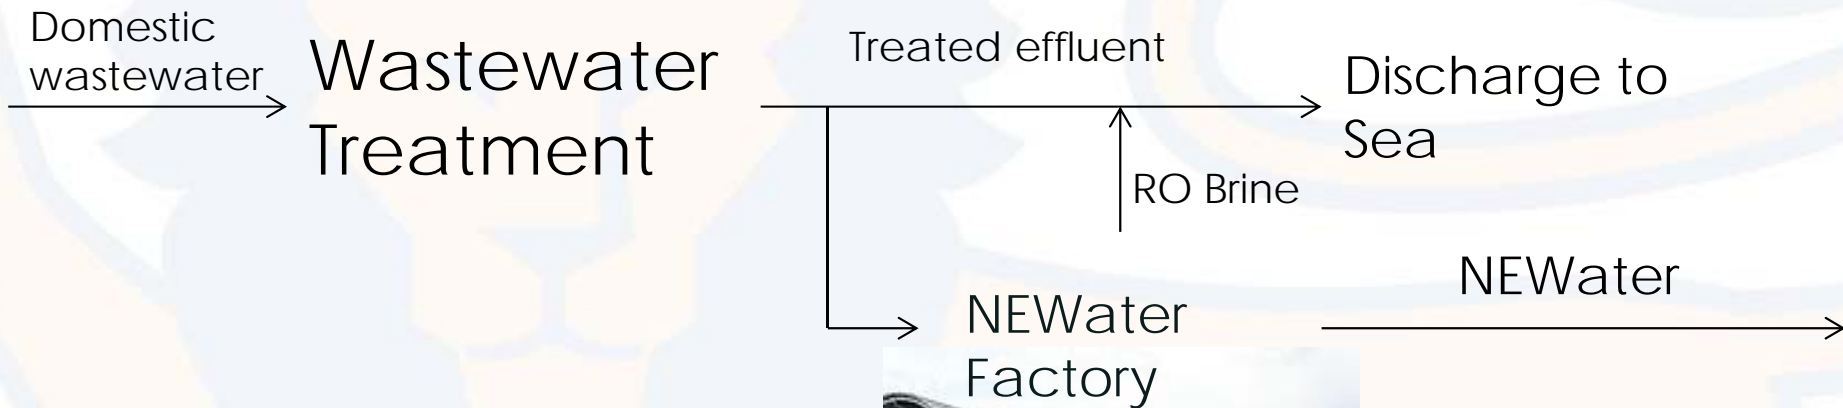 Domestic
wastewater
Wastewater
Treatment
Treated effluent
Discharge to
Sea
RO Brine
NEWater
Factory
NEWater